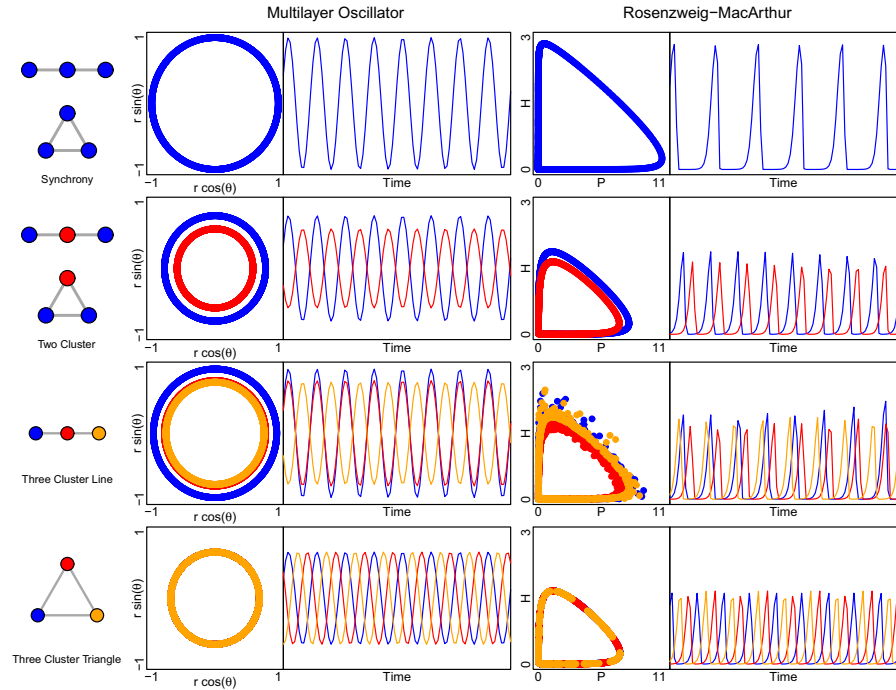 Multilayer Oscillator
Rosenzweig−MacArthur
Synchrony
r sin(θ)
1
−1
−1
r cos(θ)
1
Time
H
3
0
0
P
11
Time
Two Cluster
r sin(θ)
1
−1
−1
r cos(θ)
1
Time
H
3
0
0
P
11
Time
Three Cluster Line
r sin(θ)
1
−1
−1
r cos(θ)
1
Time
H
3
0
0
P
11
Time
Three Cluster Triangle
r sin(θ)
1
−1
−1
r cos(θ)
1
Time
H
3
0
0
P
11
Time